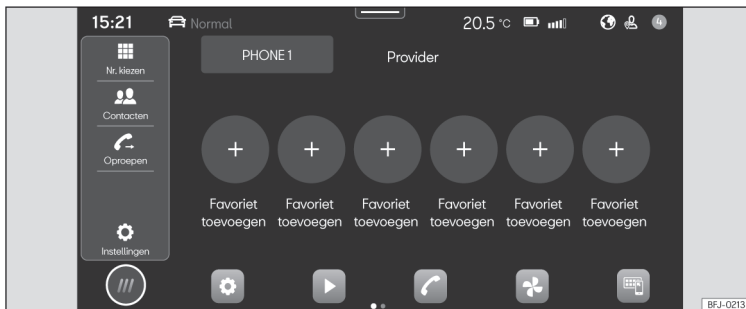 15:21 Normal 20.5 °C 4
PHONE 1 Provider
Nr. kiezen
Contacten
Oproepen
Instellingen
Favoriet toevoegen
Favoriet toevoegen
Favoriet toevoegen
Favoriet toevoegen
Favoriet toevoegen
Favoriet toevoegen
BFJ-0213